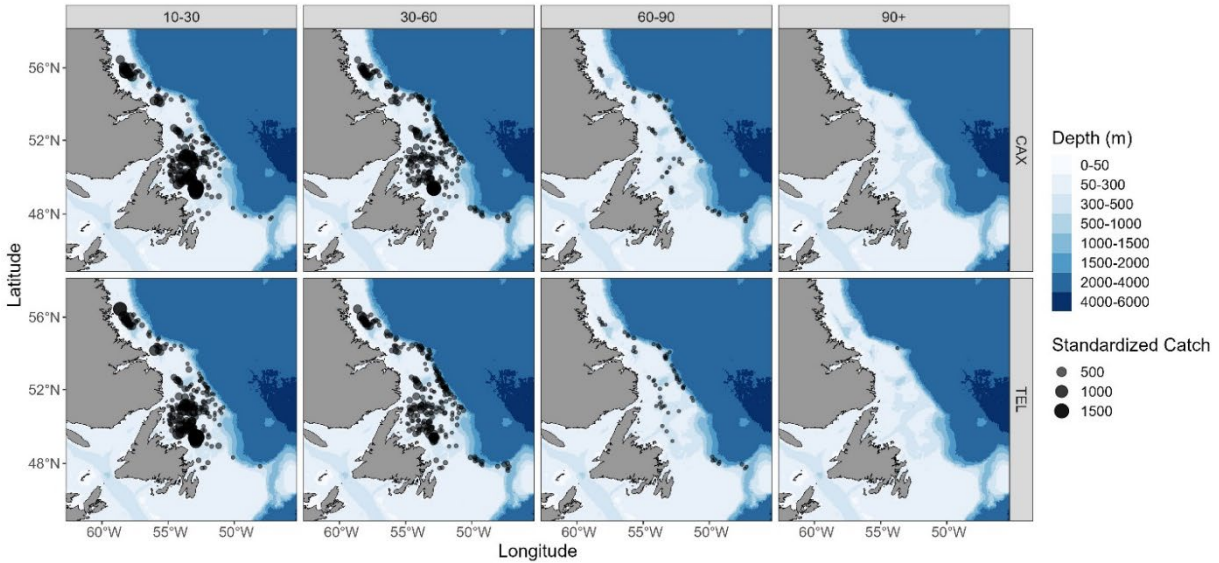 10-30 30-60 60-90 90+
56°N
52°N
48°N
CAX
56°N
52°N
48°N
TEL
60°W 55°W 50°W 60°W 55°W 50°W 60°W 55°W 50°W 60°W 55°W 50°W
Latitude
Longitude
Depth (m)
0-50
50-300
300-500
500-1000
1000-1500
1500-2000
2000-4000
4000-6000
Standardized Catch
500
1000
1500